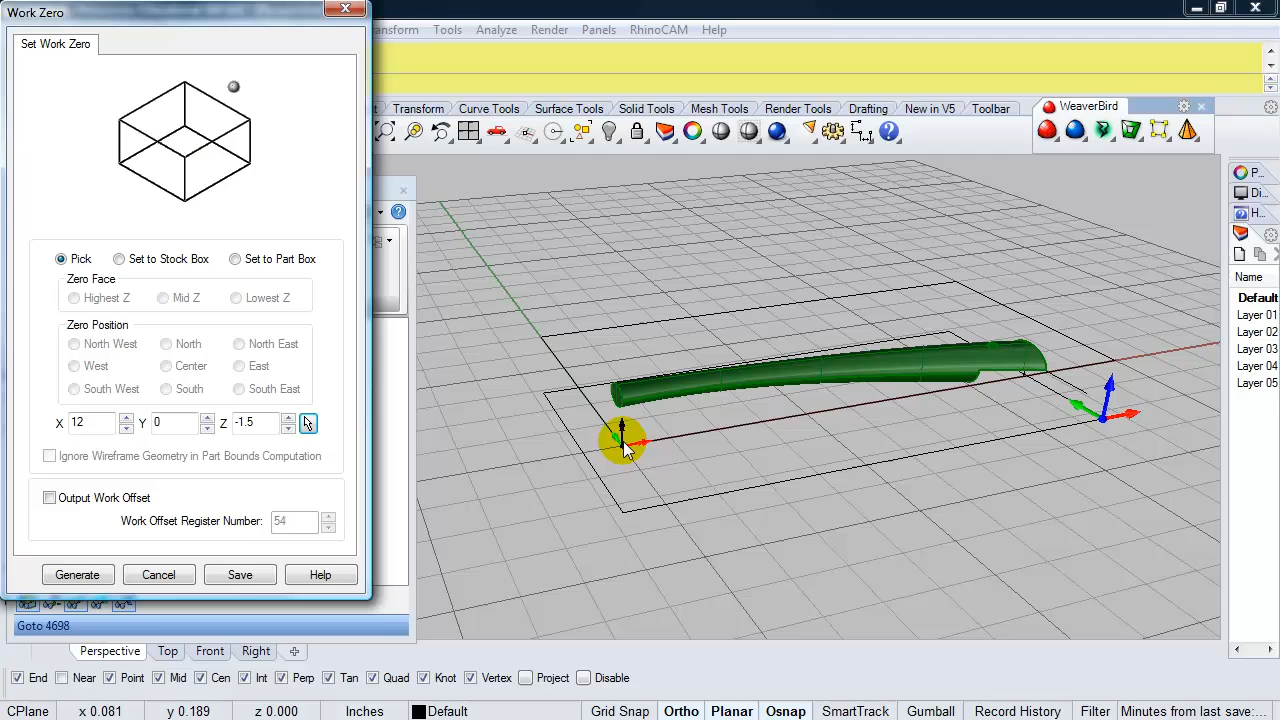 Work Zero
Set Work Zero
Pick
Set to Stock Box
Set to Part Box
Zero Face
Highest Z
Mid Z
Lowest Z
Zero Position
North West
North
North East
West
Center
East
South West
South
South East
X 12 Y 0 Z -1.5
Ignore Wireframe Geometry in Part Bounds Computation
Output Work Offset
Work Offset Register Number: 54
Generate Cancel Save Help
Tools Analyze Render Panels RhinoCAM Help
Transform Curve Tools Surface Tools Solid Tools Mesh Tools Render Tools Drafting New in V5 Toolbar
WeaverBird
P...
Di...
H...
Name
Default
Layer 01
Layer 02
Layer 03
Layer 04
Layer 05
Goto 4698
Perspective Top Front Right
End Near Point Mid Cen Int Perp Tan Quad Knot Vertex Project Disable
CPlane x 0.081 y 0.189 z 0.000 Inches Default Grid Snap Ortho Planar Osnap SmartTrack Gumball Record History Filter Minutes from last save:...